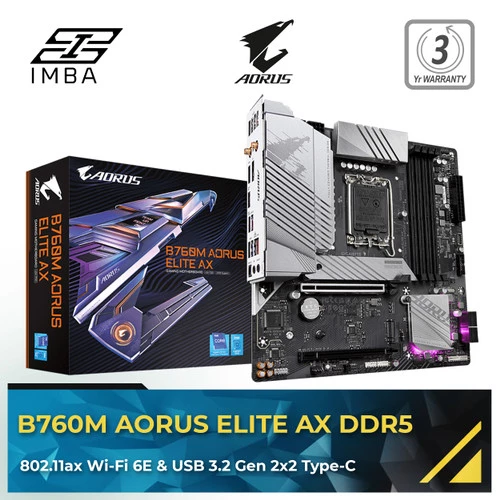 IMBA
AORUS
3
Yr WARRANTY
AORUS
AORUS
B760M AORUS
ELITE AX
B760M AORUS
ELITE AX
B760M AORUS ELITE AX DDR5
802.11ax Wi-Fi 6E & USB 3.2 Gen 2x2 Type-C